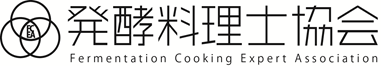 発酵料理士協会
Fermentation Cooking Expert Association